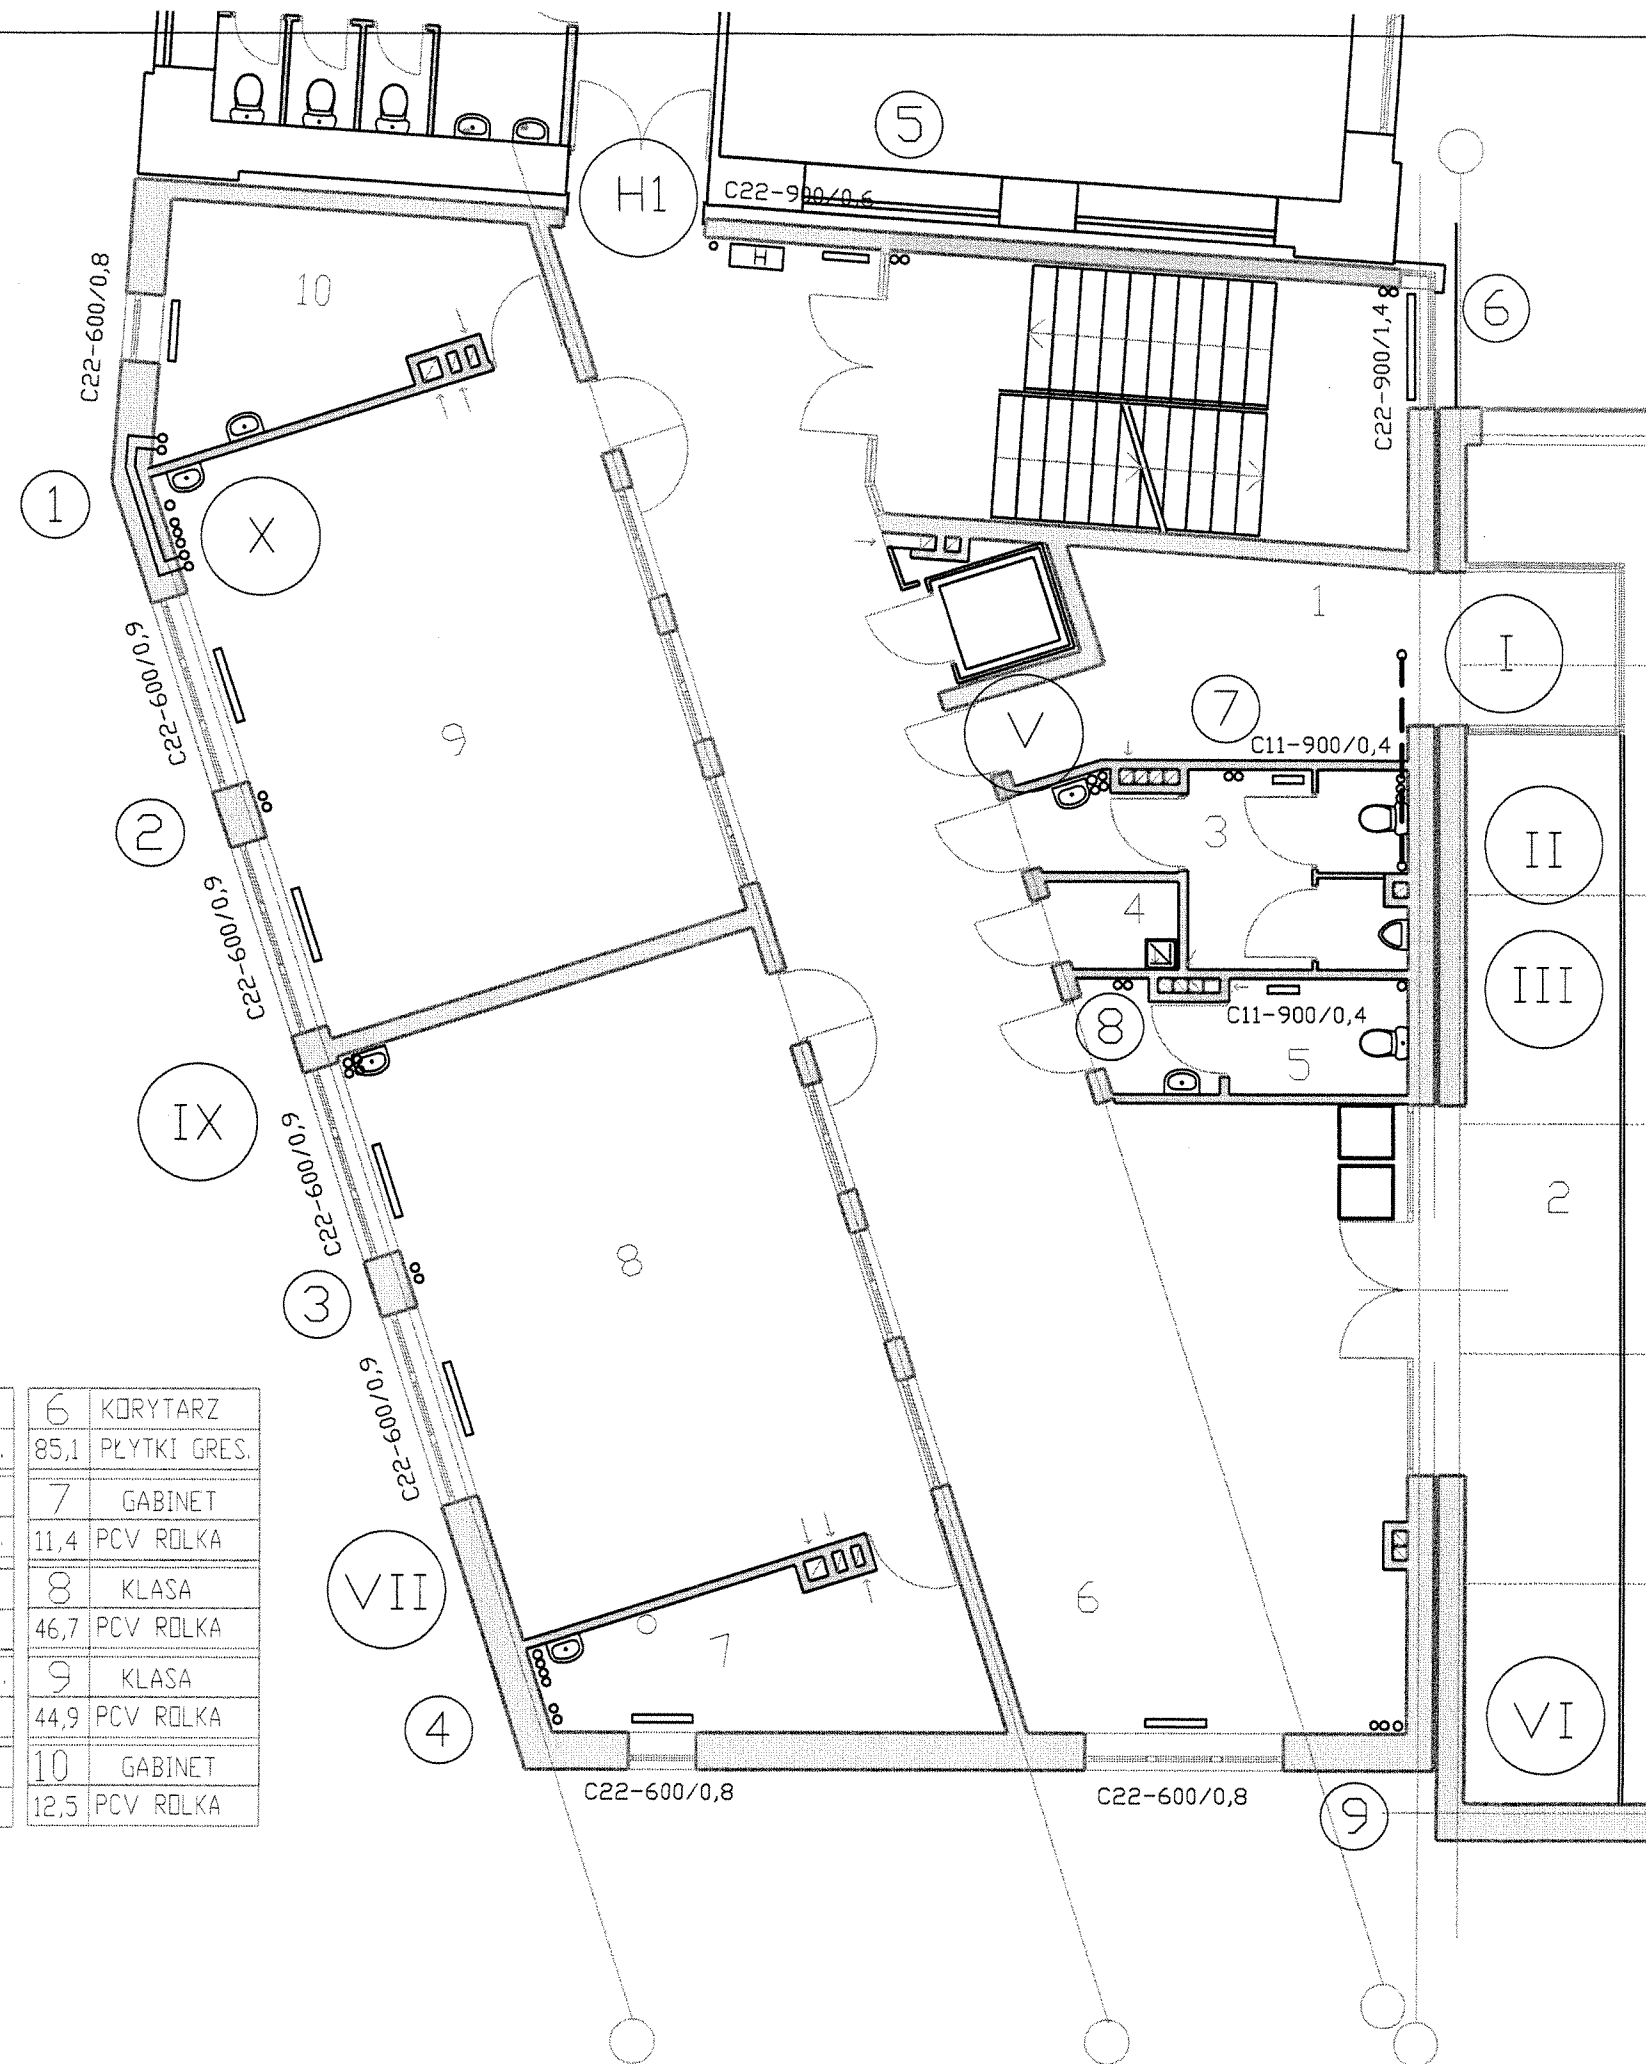 5
H1
C22-900/0,6
H
6
10
C22-600/0,8
C22-900/1,4
1
X
1
I
C22-600/0,9
9
V
7
C11-900/0,4
2
3
II
4
C22-600/0,9
III
8
C11-900/0,4
5
IX
C22-600/0,9
2
8
3
C22-600/0,9
VII
6
7
4
VI
C22-600/0,8
C22-600/0,8
9
6 KORYTARZ
85,1 PŁYTKI GRES.
7 GABINET
11,4 PCV ROLKA
8 KLASA
46,7 PCV ROLKA
9 KLASA
44,9 PCV ROLKA
10 GABINET
12,5 PCV ROLKA